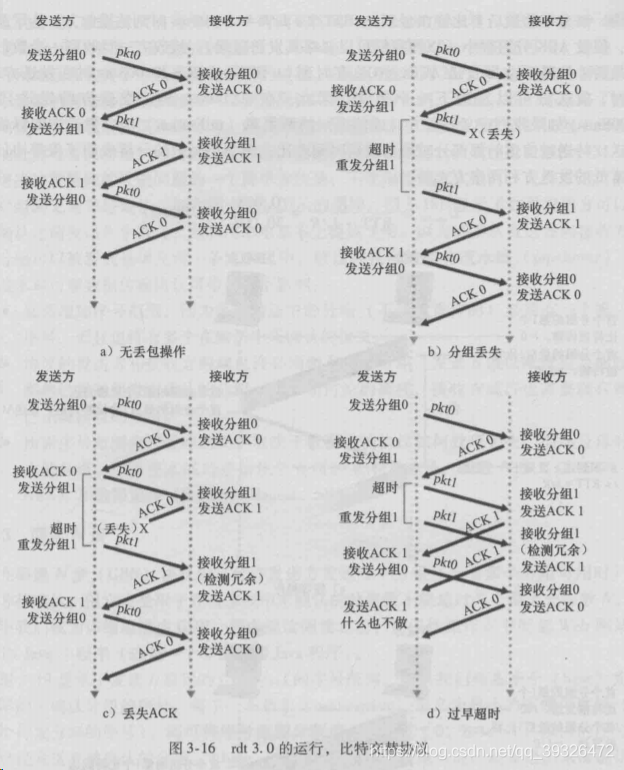 发送方 接收方
发送分组0 pkt0
接收分组0
发送ACK 0
ACK 0
接收ACK 0
发送分组1 pkt1
接收分组1
发送ACK 1
ACK 1
接收ACK 1
发送分组0 pkt0
接收分组0
发送ACK 0
ACK 0
a) 无丢包操作
发送方 接收方
发送分组0 pkt0
接收分组0
发送ACK 0
ACK 0
接收ACK 0
发送分组1 pkt1
X(丢失)
超时
重发分组1 pkt1
接收分组1
发送ACK 1
ACK 0
接收ACK 1
发送分组0 pkt0
接收分组0
发送ACK 0
ACK 0
b) 分组丢失
发送方 接收方
发送分组0 pkt0
接收分组0
发送ACK 0
ACK 0
接收ACK 0
发送分组1 pkt0
接收分组1
发送ACK 1
ACK 0
超时 (丢失)X
重发分组1 pkt1
接收分组1
(检测冗余)
发送ACK 1
ACK 1
接收ACK 1
发送分组0 pkt0
接收分组0
发送ACK 0
ACK 0
c) 丢失ACK
发送方 接收方
发送分组0 pkt0
接收分组0
发送ACK 0
ACK 0
接收ACK 0
发送分组1
pkt1
超时
接收分组1
发送ACK 1
ACK 1
重发分组1 pkt1
接收分组1
(检测冗余)
发送ACK 1
ACK 1
接收ACK 1
发送分组0 pkt0
接收分组0
发送ACK 0
ACK 0
发送ACK 1
什么也不做
d) 过早超时
图 3-16 rdt 3.0 的运行,比特交替协议